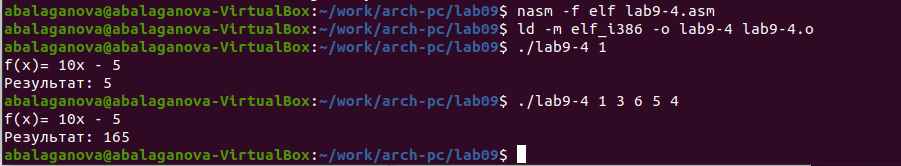 abalaganova@abalaganova-VirtualBox:~/work/arch-pc/lab09$ nasm -f elf lab9-4.asm
abalaganova@abalaganova-VirtualBox:~/work/arch-pc/lab09$ ld -m elf_i386 -o lab9-4 lab9-4.o
abalaganova@abalaganova-VirtualBox:~/work/arch-pc/lab09$ ./lab9-4 1
f(x)= 10x - 5
Результат: 5
abalaganova@abalaganova-VirtualBox:~/work/arch-pc/lab09$ ./lab9-4 1 3 6 5 4
f(x)= 10x - 5
Результат: 165
abalaganova@abalaganova-VirtualBox:~/work/arch-pc/lab09$